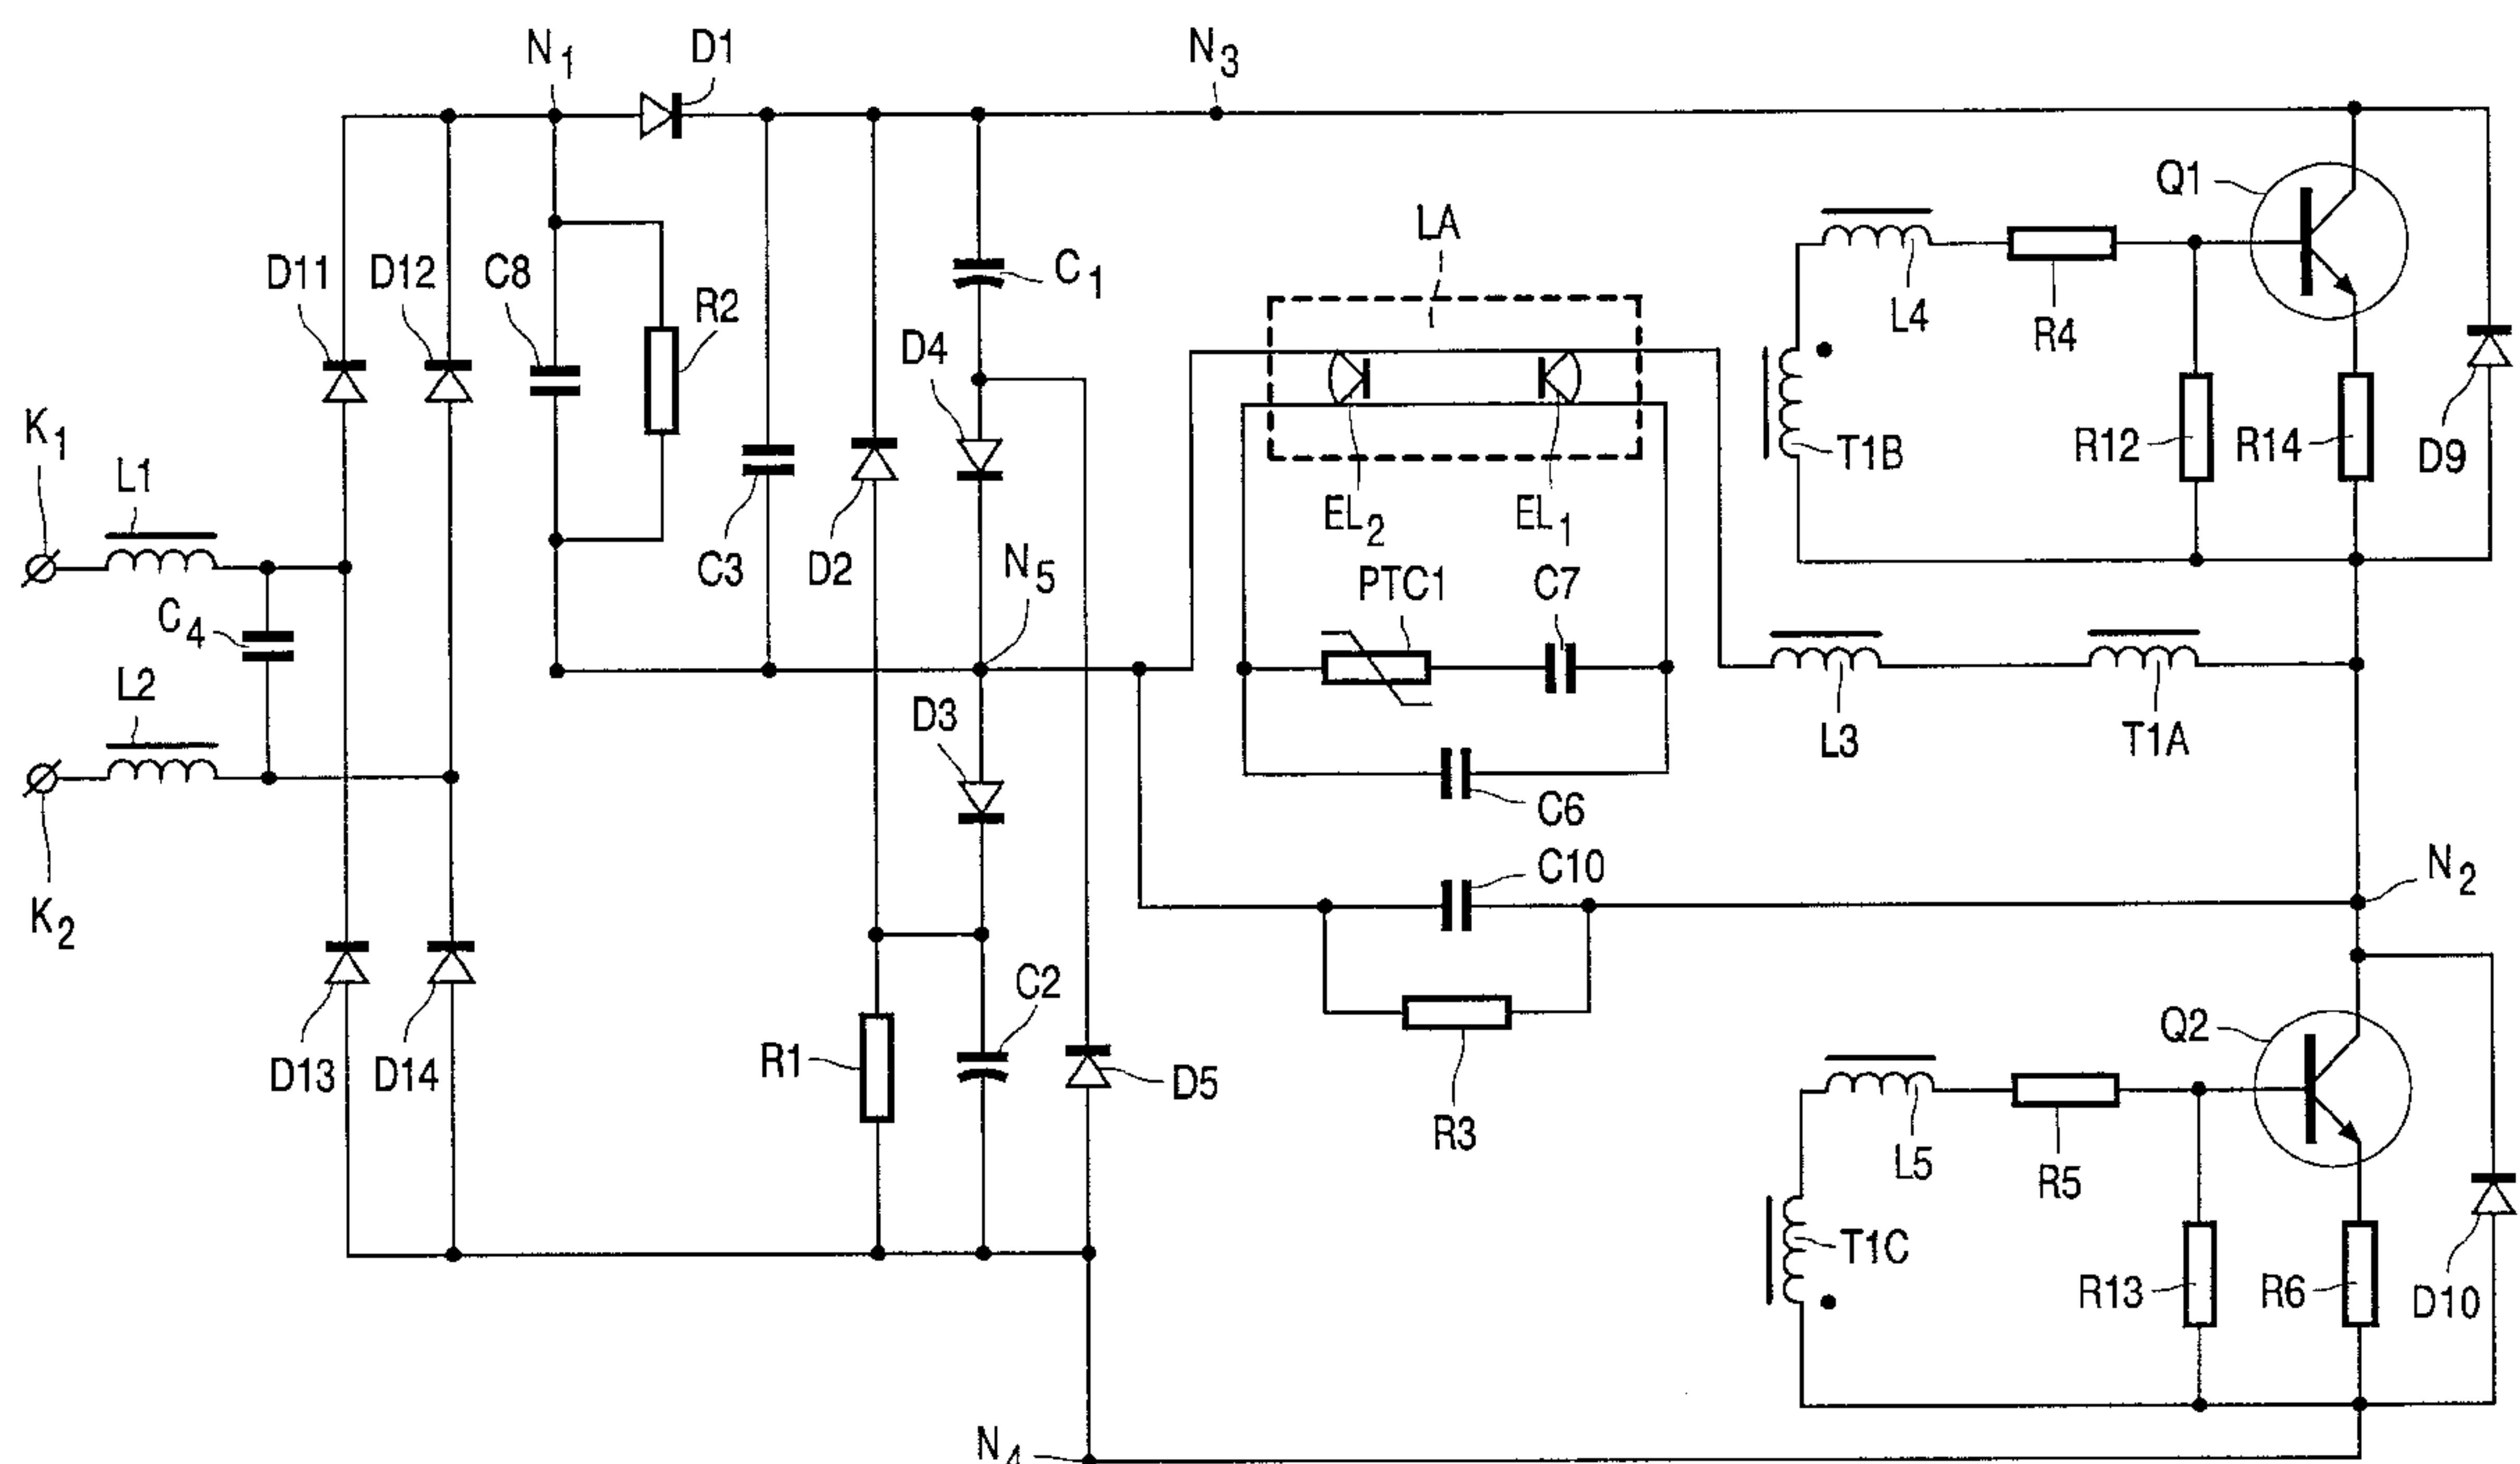 N1
D1
N3
Q1
LA
D11
D12
C8
R2
C1
L4
R4
D4
K1
L1
C3
D2
N5
EL2
EL1
T1B
R12
R14
D9
PTC1
C7
C4
L2
D3
L3
T1A
C6
C10
N2
K2
C2
Q2
D13
D14
R1
D5
R3
L5
R5
T1C
R13
R6
D10
N4